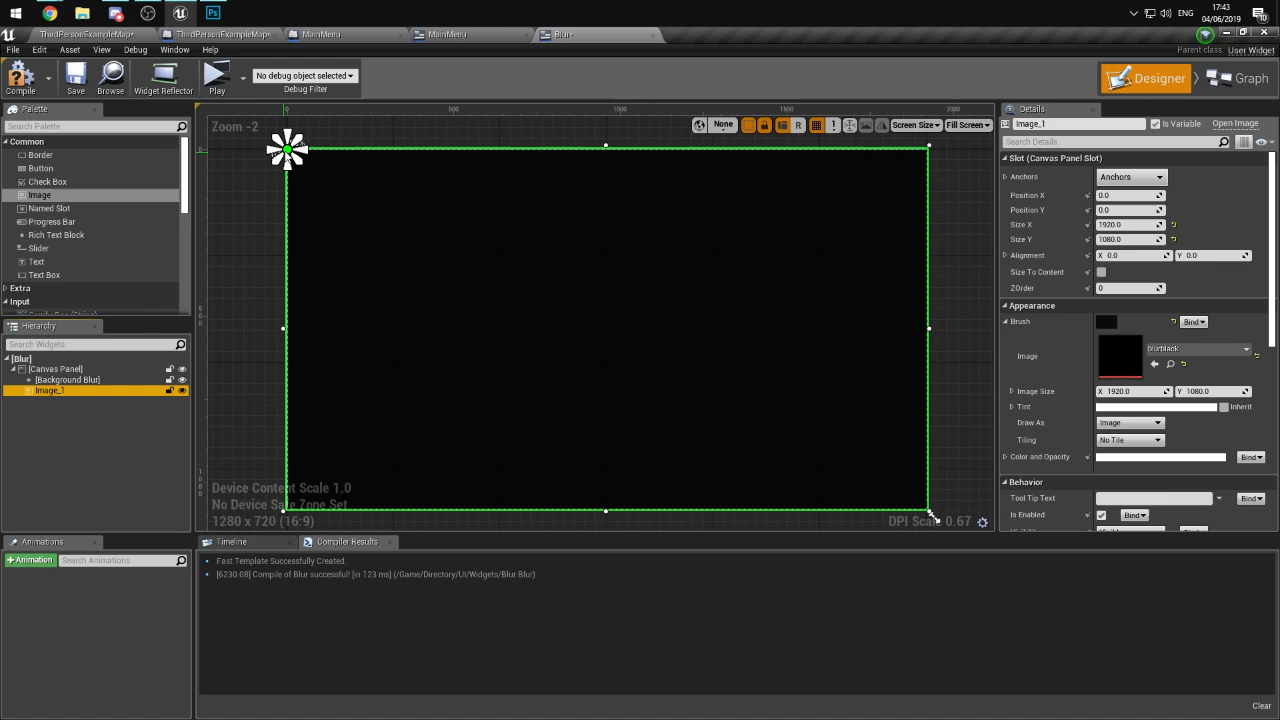 ENG
17:43
04/06/2019
ThirdPersonExampleMap•
ThirdPersonExampleMap•
MainMenu
MainMenu
Blur•
File Edit Asset View Debug Window Help
Parent class: User Widget
Compile
Save
Browse
Widget Reflector
Play
No debug object selected
Debug Filter
Designer
Graph
Palette
Search Palette
Common
Border
Button
Check Box
Image
Named Slot
Progress Bar
Rich Text Block
Slider
Text
Text Box
Extra
Input
Hierarchy
Search Widgets
[Blur]
[Canvas Panel]
[Background Blur]
Image_1
Animations
+ Animation
Search Animations
0 500 1000 1500 2000
Zoom -2
None
R
Screen Size
Fill Screen
0
5
0
0
1
0
0
0
Device Content Scale 1.0
No Device Safe Zone Set
1280 x 720 (16:9)
DPI Scale 0.67
Timeline
Compiler Results
Fast Template Successfully Created.
[6230.08] Compile of Blur successful! [in 123 ms] (/Game/Directory/UI/Widgets/Blur.Blur)
Clear
Details
Image_1
Is Variable
Open Image
Search Details
Slot (Canvas Panel Slot)
Anchors Anchors
Position X 0.0
Position Y 0.0
Size X 1920.0
Size Y 1080.0
Alignment X 0.0 Y 0.0
Size To Content
ZOrder 0
Appearance
Brush Bind
Image blurblack
Image Size X 1920.0 Y 1080.0
Tint Inherit
Draw As Image
Tiling No Tile
Color and Opacity Bind
Behavior
Tool Tip Text Bind
Is Enabled Bind